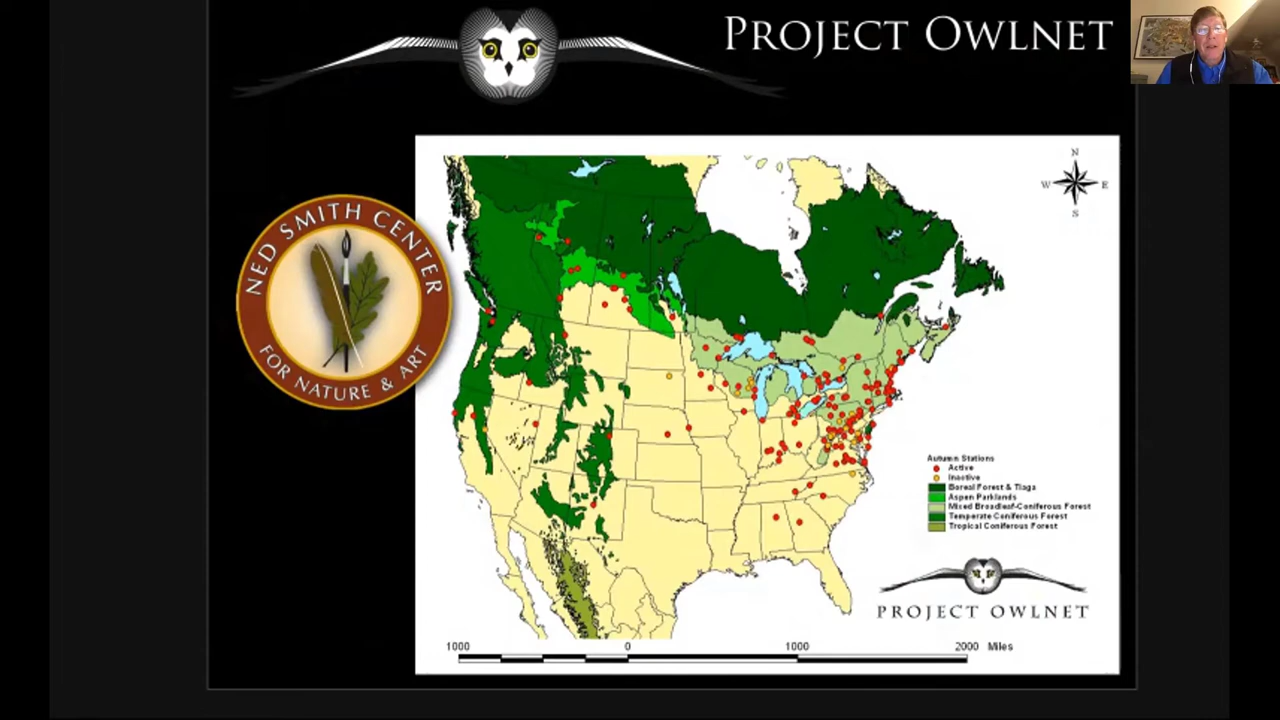 PROJECT OWLNET
NED SMITH CENTER
FOR NATURE & ART
N
W E
S
Autumn Stations
Active
Inactive
Boreal Forest & Tiaga
Aspen Parklands
Mixed Broadleaf-Coniferous Forest
Temperate Coniferous Forest
Tropical Coniferous Forest
PROJECT OWLNET
1000 0 1000 2000 Miles